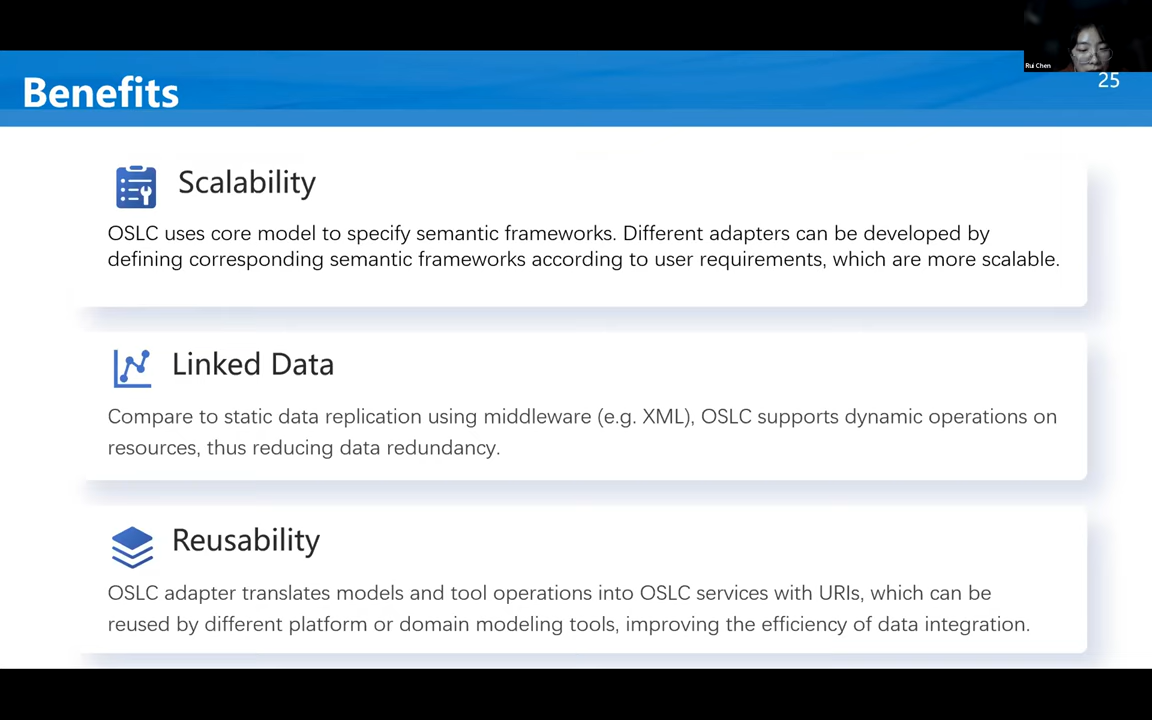 Rui Chen
Benefits
25
Scalability
OSLC uses core model to specify semantic frameworks. Different adapters can be developed by
defining corresponding semantic frameworks according to user requirements, which are more scalable.
Linked Data
Compare to static data replication using middleware (e.g. XML), OSLC supports dynamic operations on
resources, thus reducing data redundancy.
Reusability
OSLC adapter translates models and tool operations into OSLC services with URIs, which can be
reused by different platform or domain modeling tools, improving the efficiency of data integration.